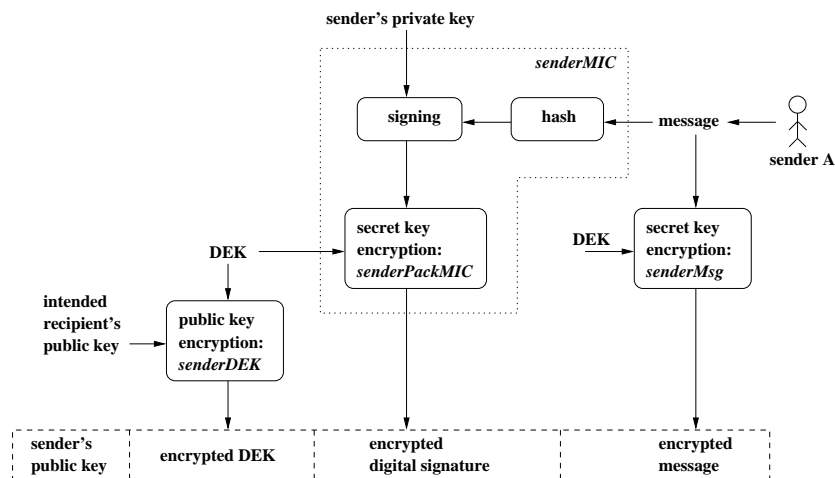 sender's private key
senderMIC
signing
hash
message
sender A
secret key
encryption:
senderPackMIC
DEK
secret key
encryption:
senderMsg
DEK
intended
recipient's
public key
public key
encryption:
senderDEK
sender's
public key
encrypted DEK
encrypted
digital signature
encrypted
message